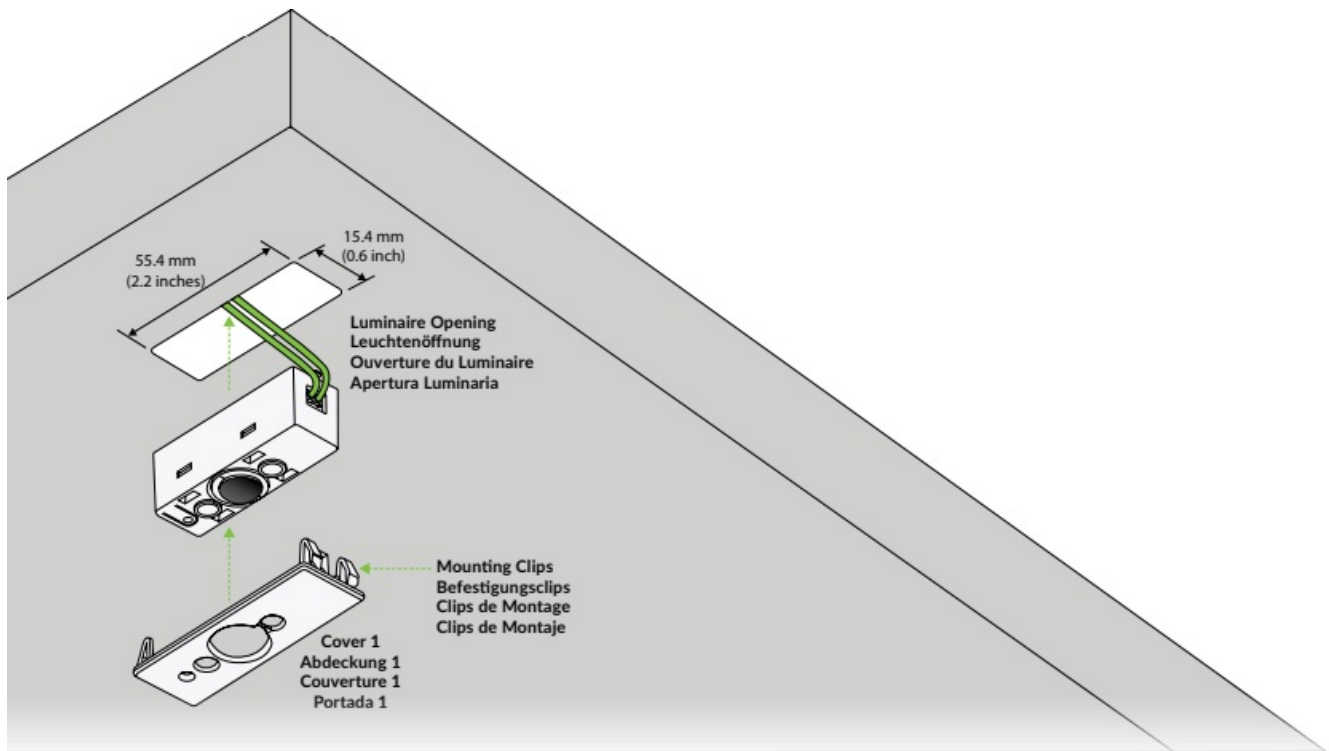 15.4 mm
(0.6 inch)
55.4 mm
(2.2 inches)
Luminaire Opening
Leuchtenöffnung
Ouverture du Luminaire
Apertura Luminaria
Mounting Clips
Befestigungsclips
Clips de Montage
Clips de Montaje
Cover 1
Abdeckung 1
Couverture 1
Portada 1